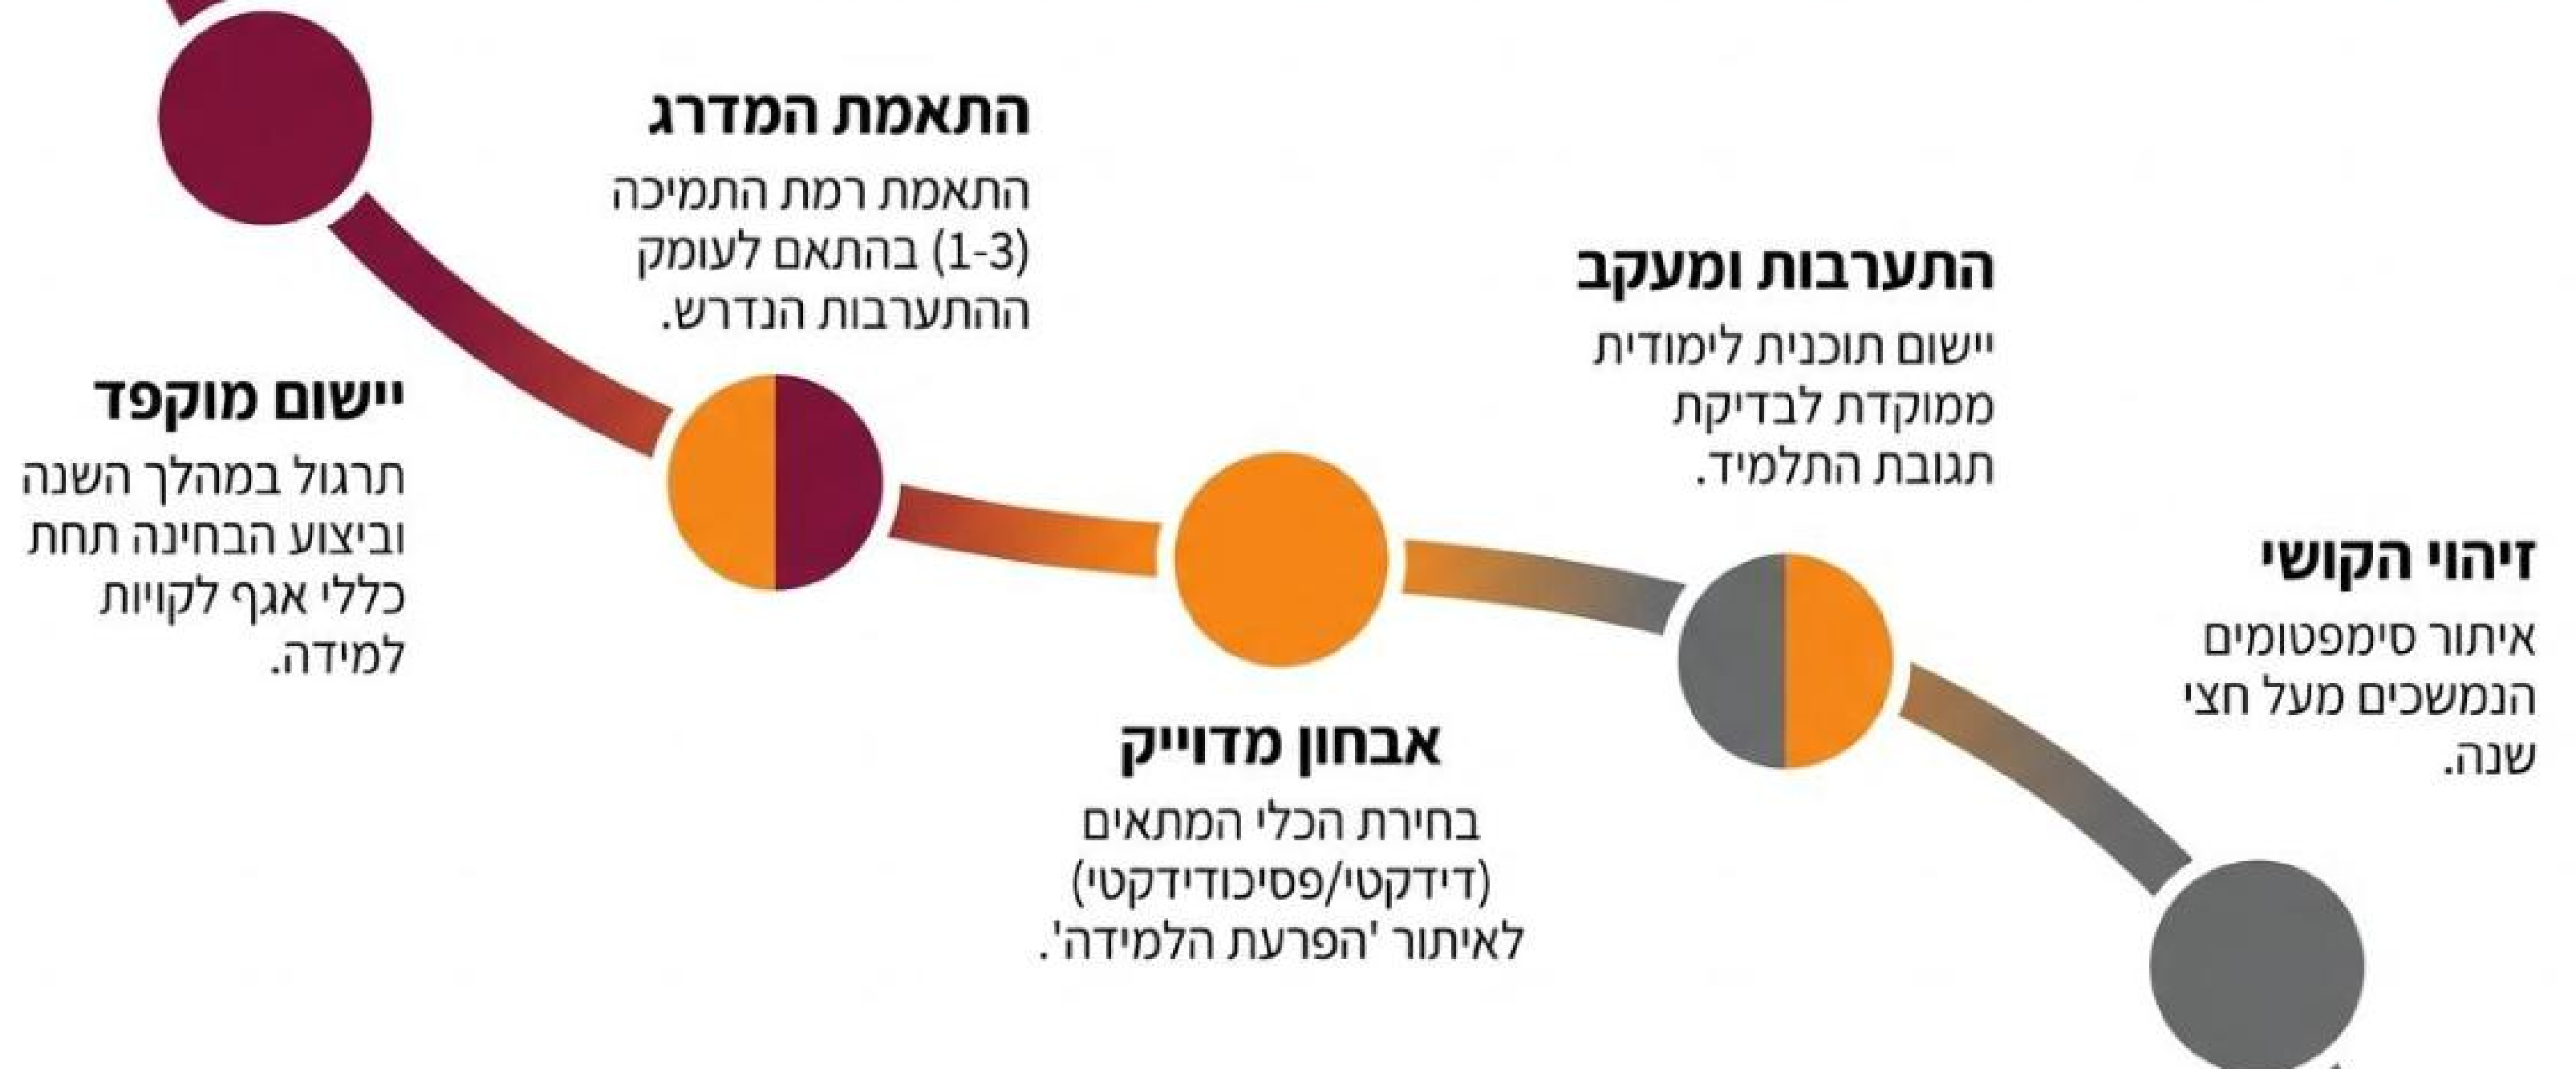 זיהוי הקושי
איתור סימפטומים
הנמשכים מעל חצי
שנה.
התערבות ומעקב
יישום תוכנית לימודית
ממוקדת לבדיקת
תגובת התלמיד.
אבחון מדוייק
בחירת הכלי המתאים
(דידקטי/פסיכודידקטי)
לאיתור 'הפרעת הלמידה'.
התאמת המדרג
התאמת רמת התמיכה
(1-3) בהתאם לעומק
ההתערבות הנדרש.
יישום מוקפד
תרגול במהלך השנה
וביצוע הבחינה תחת
כללי אגף לקויות
למידה.